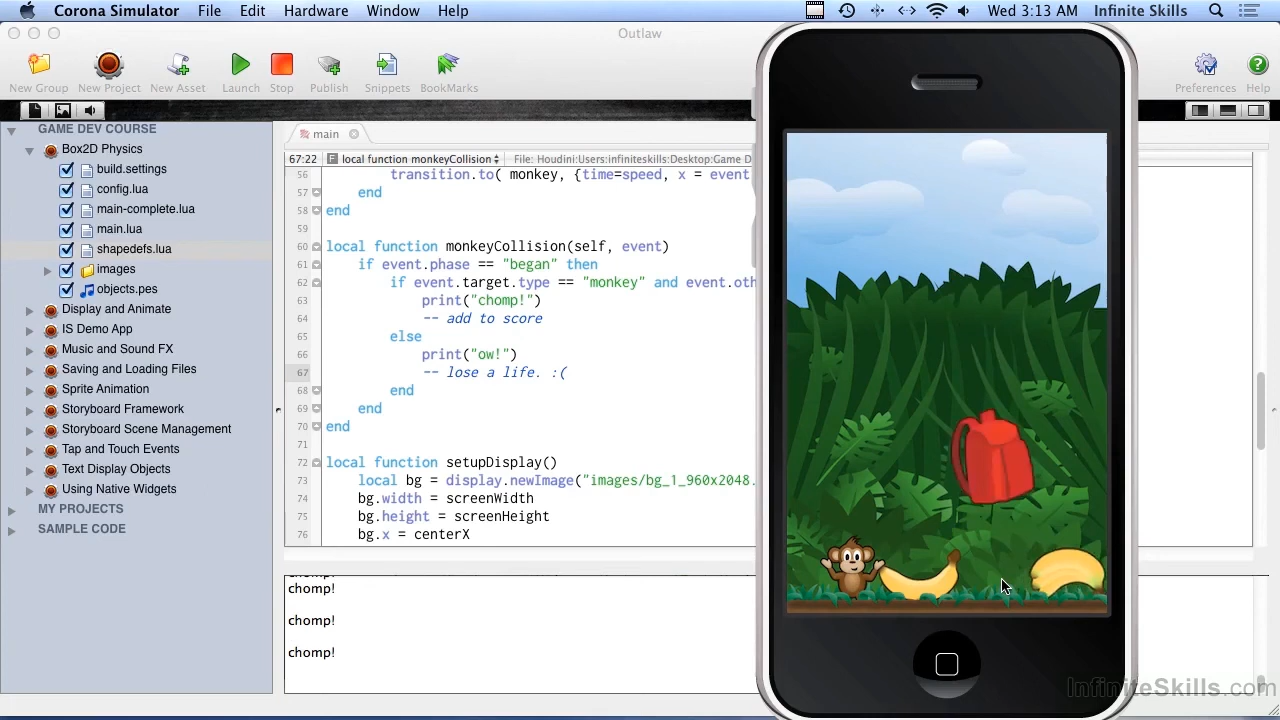 Corona Simulator File Edit Hardware Window Help Wed 3:13 AM Infinite Skills
Outlaw
New Group New Project New Asset Launch Stop Publish Snippets BookMarks Preferences Help
GAME DEV COURSE
Box2D Physics
build.settings
config.lua
main-complete.lua
main.lua
shapedefs.lua
images
objects.pes
Display and Animate
IS Demo App
Music and Sound FX
Saving and Loading Files
Sprite Animation
Storyboard Framework
Storyboard Scene Management
Tap and Touch Events
Text Display Objects
Using Native Widgets
MY PROJECTS
SAMPLE CODE
main
67:22 F local function monkeyCollision File: Houdini:Users:infiniteskills:Desktop:Game D
56 transition.to( monkey, {time=speed, x = event
57 end
58 end
59
60 local function monkeyCollision(self, event)
61 if event.phase == "began" then
62 if event.target.type == "monkey" and event.oth
63 print("chomp!")
64 -- add to score
65 else
66 print("ow!")
67 -- lose a life. :(
68 end
69 end
70 end
71
72 local function setupDisplay()
73 local bg = display.newImage("images/bg_1_960x2048.
74 bg.width = screenWidth
75 bg.height = screenHeight
76 bg.x = centerX
chomp!
chomp!
chomp!
chomp!
InfiniteSkills.com